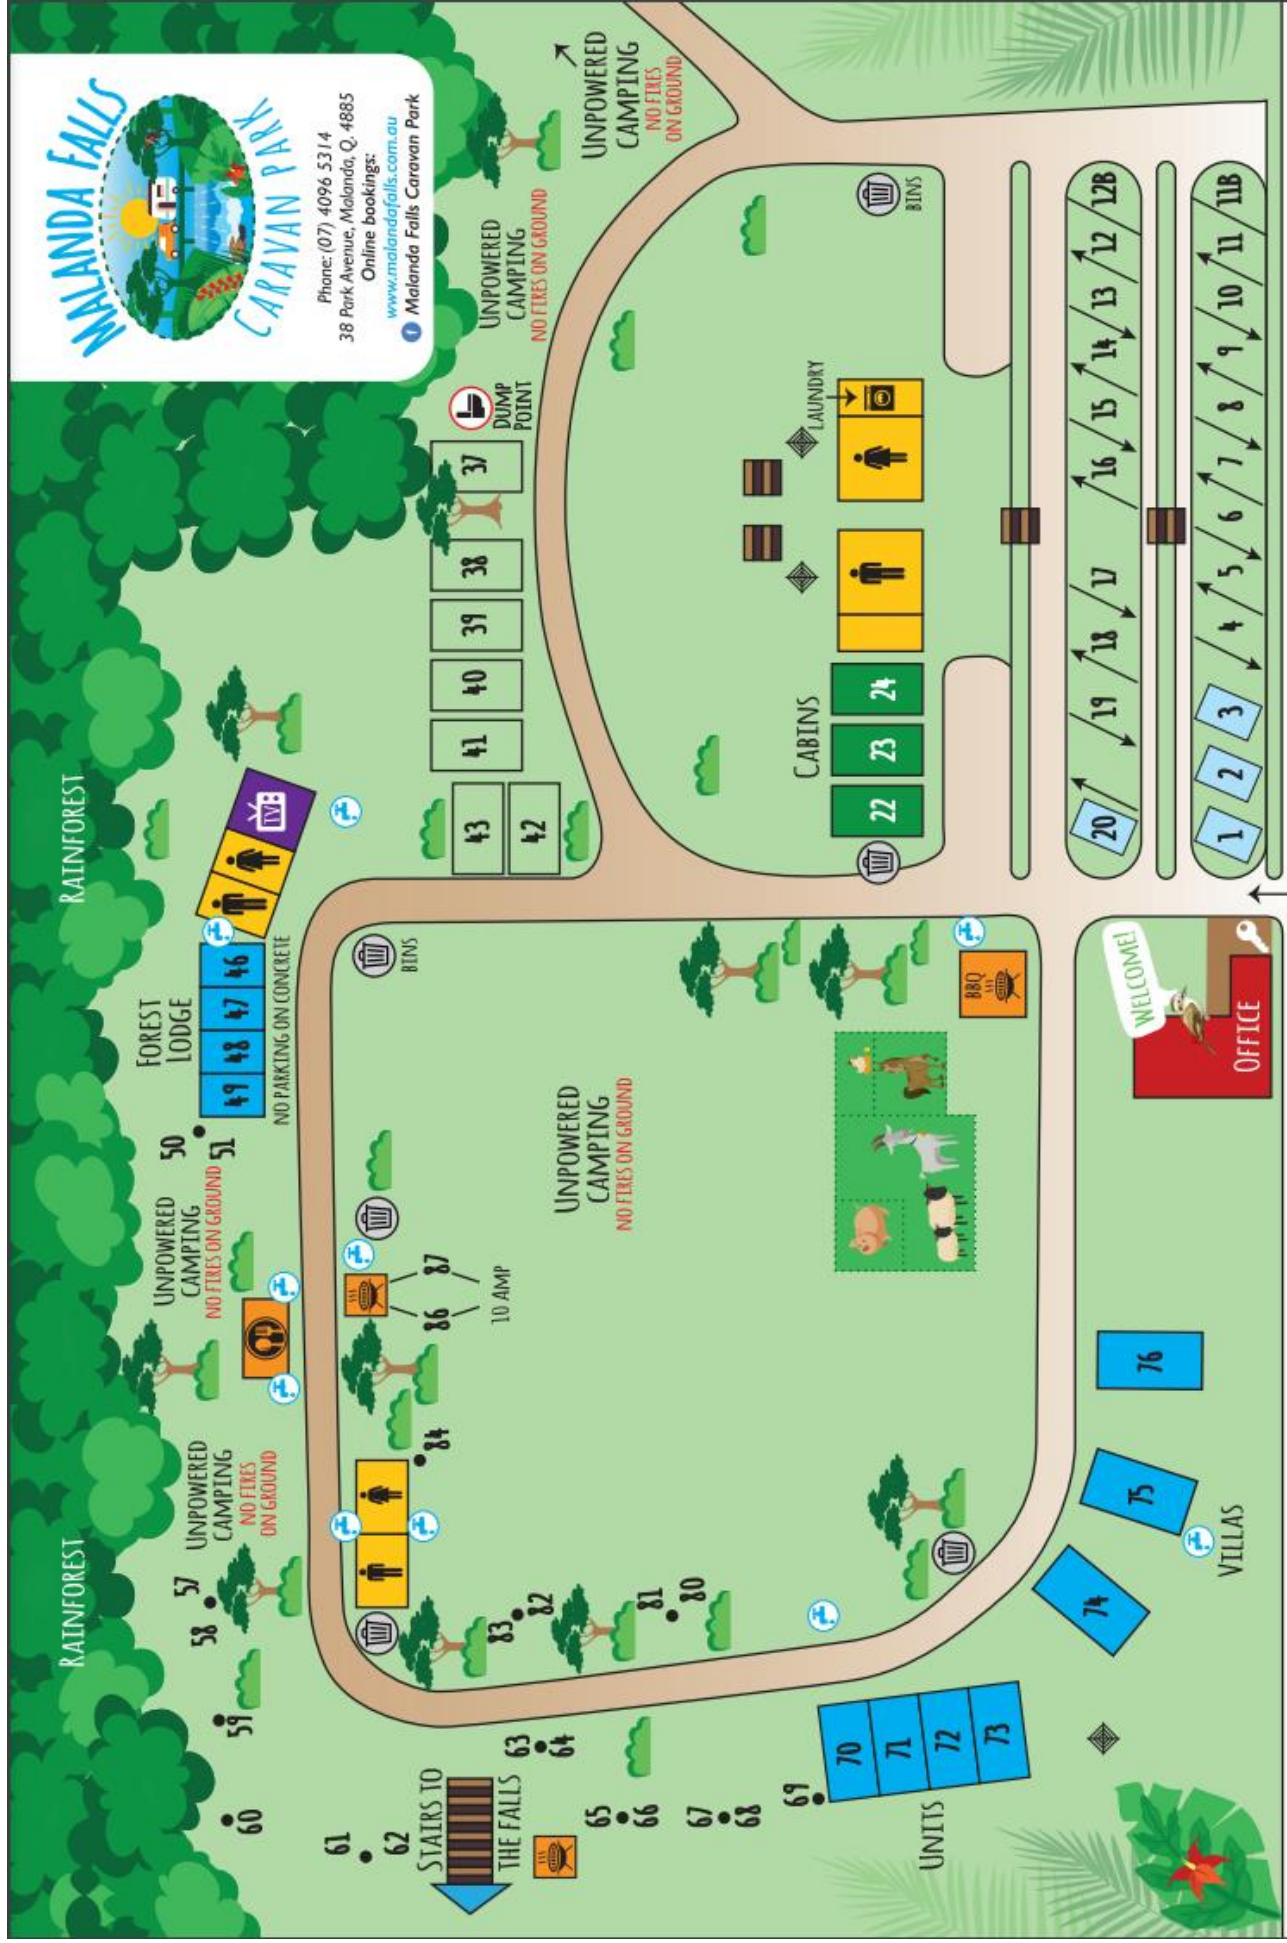 RAINFOREST
RAINFOREST
MALANDA FALLS
CARAVAN PARK
Phone: (07) 4096 5314
38 Park Avenue, Malanda, Q. 4885
Online bookings:
www.malandafalls.com.au
f Malanda Falls Caravan Park
60
59
58
57
UNPOWERED
CAMPING
NO FIRES
ON GROUND
UNPOWERED
CAMPING
NO FIRES ON GROUND
50
51
FOREST
LODGE
49
48
47
46
NO PARKING ON CONCRETE
TV
61
62
STAIRS TO
THE FALLS
63
64
65
66
67
68
69
83
82
81
80
84
86
87
10 AMP
BINS
43
42
41
40
39
38
37
DUMP
POINT
UNPOWERED
CAMPING
NO FIRES ON GROUND
UNPOWERED
CAMPING
NO FIRES
ON GROUND
UNPOWERED
CAMPING
NO FIRES ON GROUND
BBQ
CABINS
22
23
24
LAUNDRY
BINS
UNITS
70
71
72
73
74
75
76
VILLAS
WELCOME!
OFFICE
20
19
18
17
16
15
14
13
12
12B
1
2
3
4
5
6
7
8
9
10
11
11B